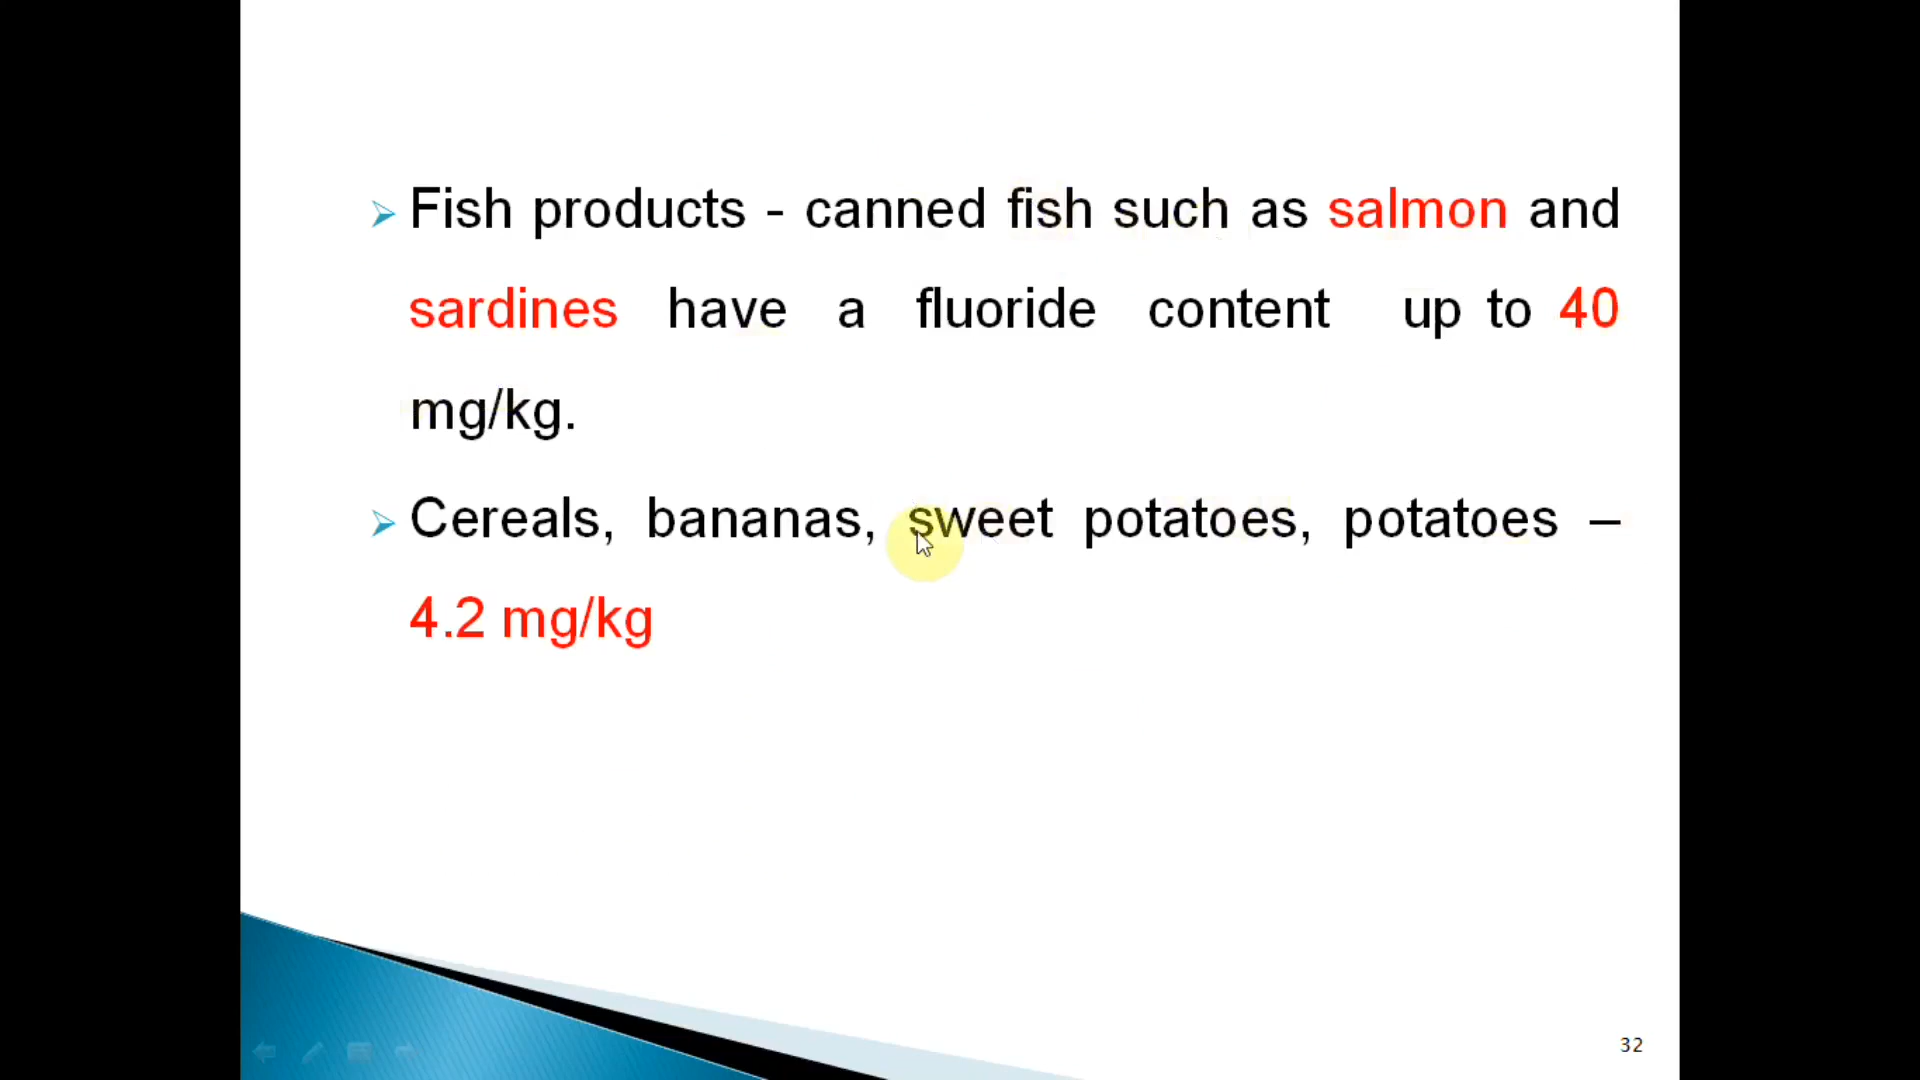 Fish products - canned fish such as salmon and
sardines have a fluoride content up to 40
mg/kg.
Cereals, bananas, sweet potatoes, potatoes –
4.2 mg/kg
32